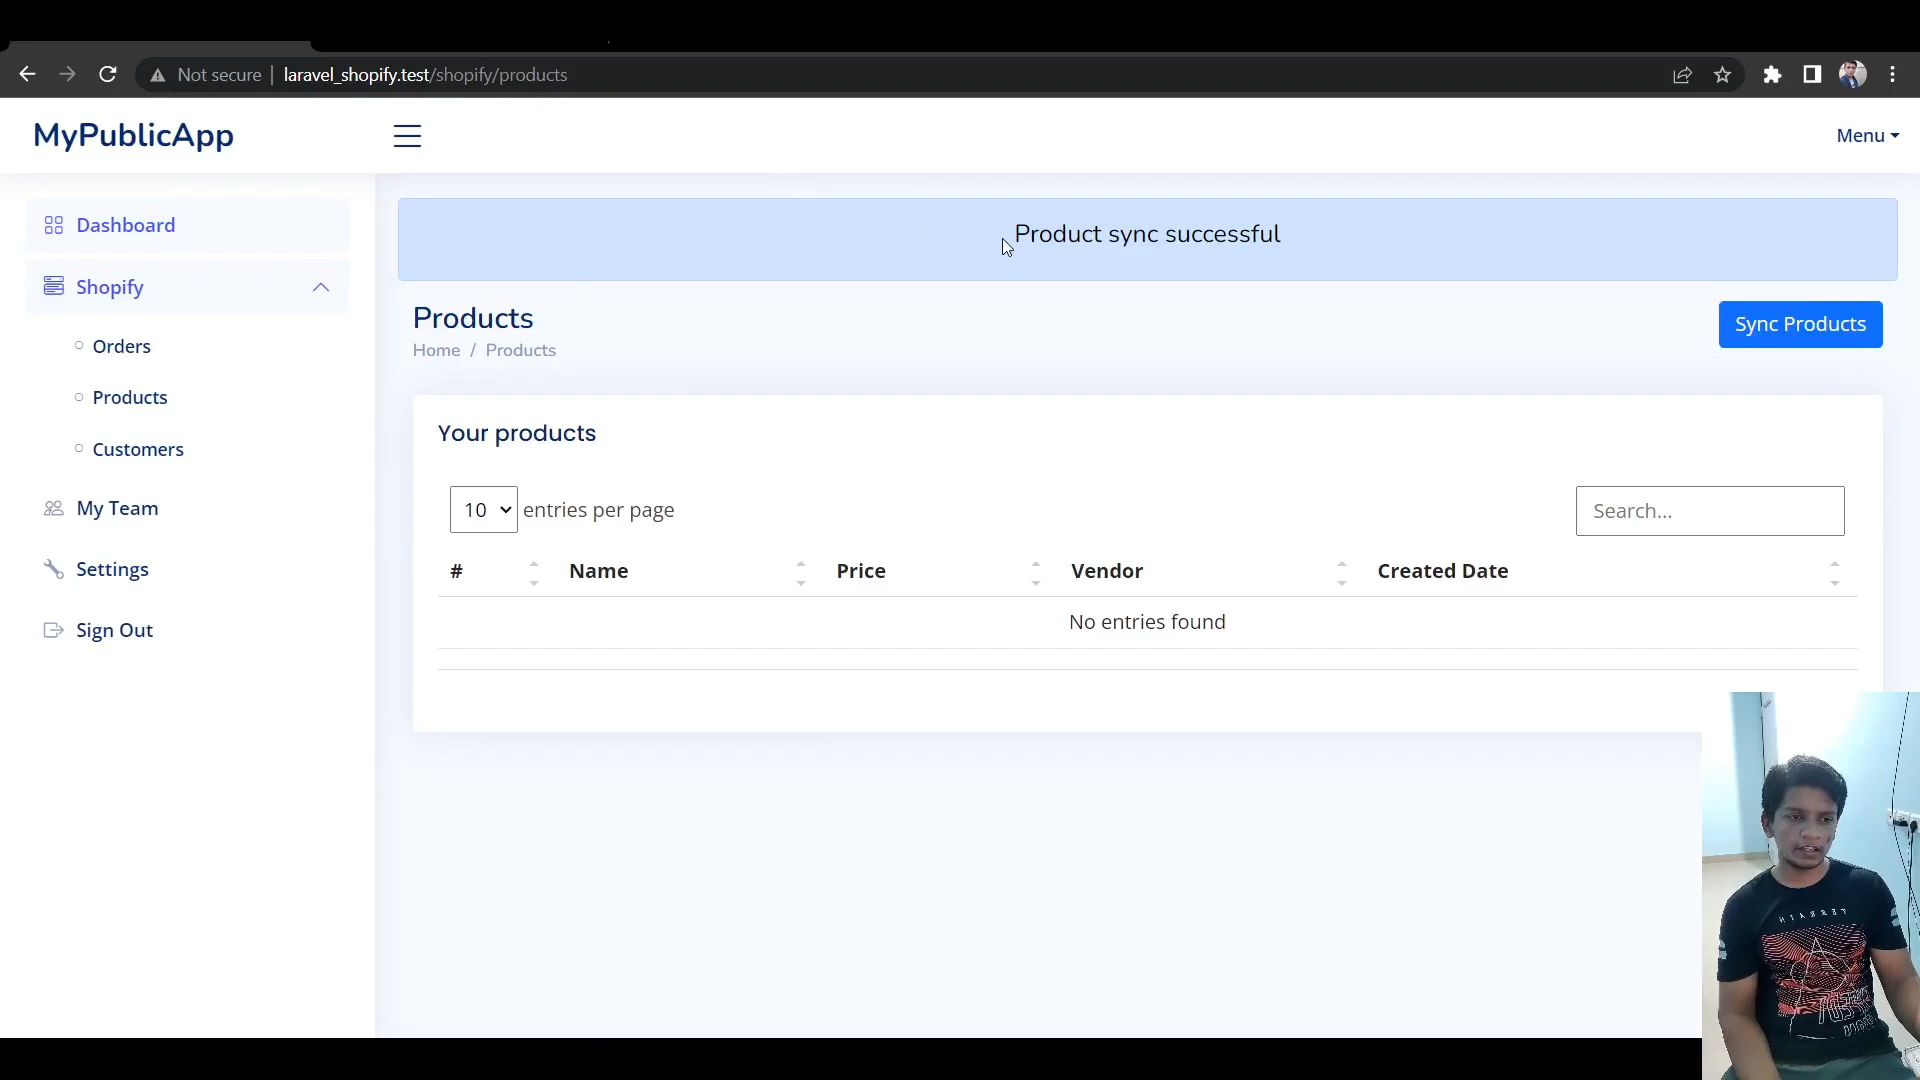 Not secure | laravel_shopify.test/shopify/products
MyPublicApp
Menu
Dashboard
Product sync successful
Shopify
Products
Sync Products
Home / Products
Orders
Products
Customers
Your products
10 entries per page
Search...
My Team
# Name Price Vendor Created Date
Settings
No entries found
Sign Out